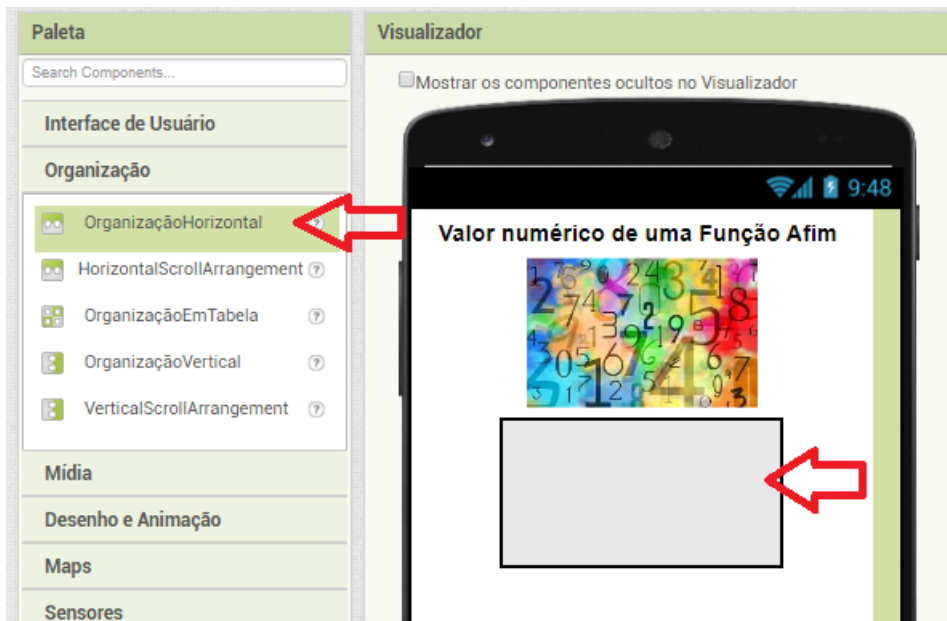 Paleta
Search Components...
Interface de Usuário
Organização
OrganizaçãoHorizontal
HorizontalScrollArrangement ?
OrganizaçãoEmTabela ?
OrganizaçãoVertical ?
VerticalScrollArrangement ?
Mídia
Desenho e Animação
Maps
Sensores
Visualizador
Mostrar os componentes ocultos no Visualizador
9:48
Valor numérico de uma Função Afim